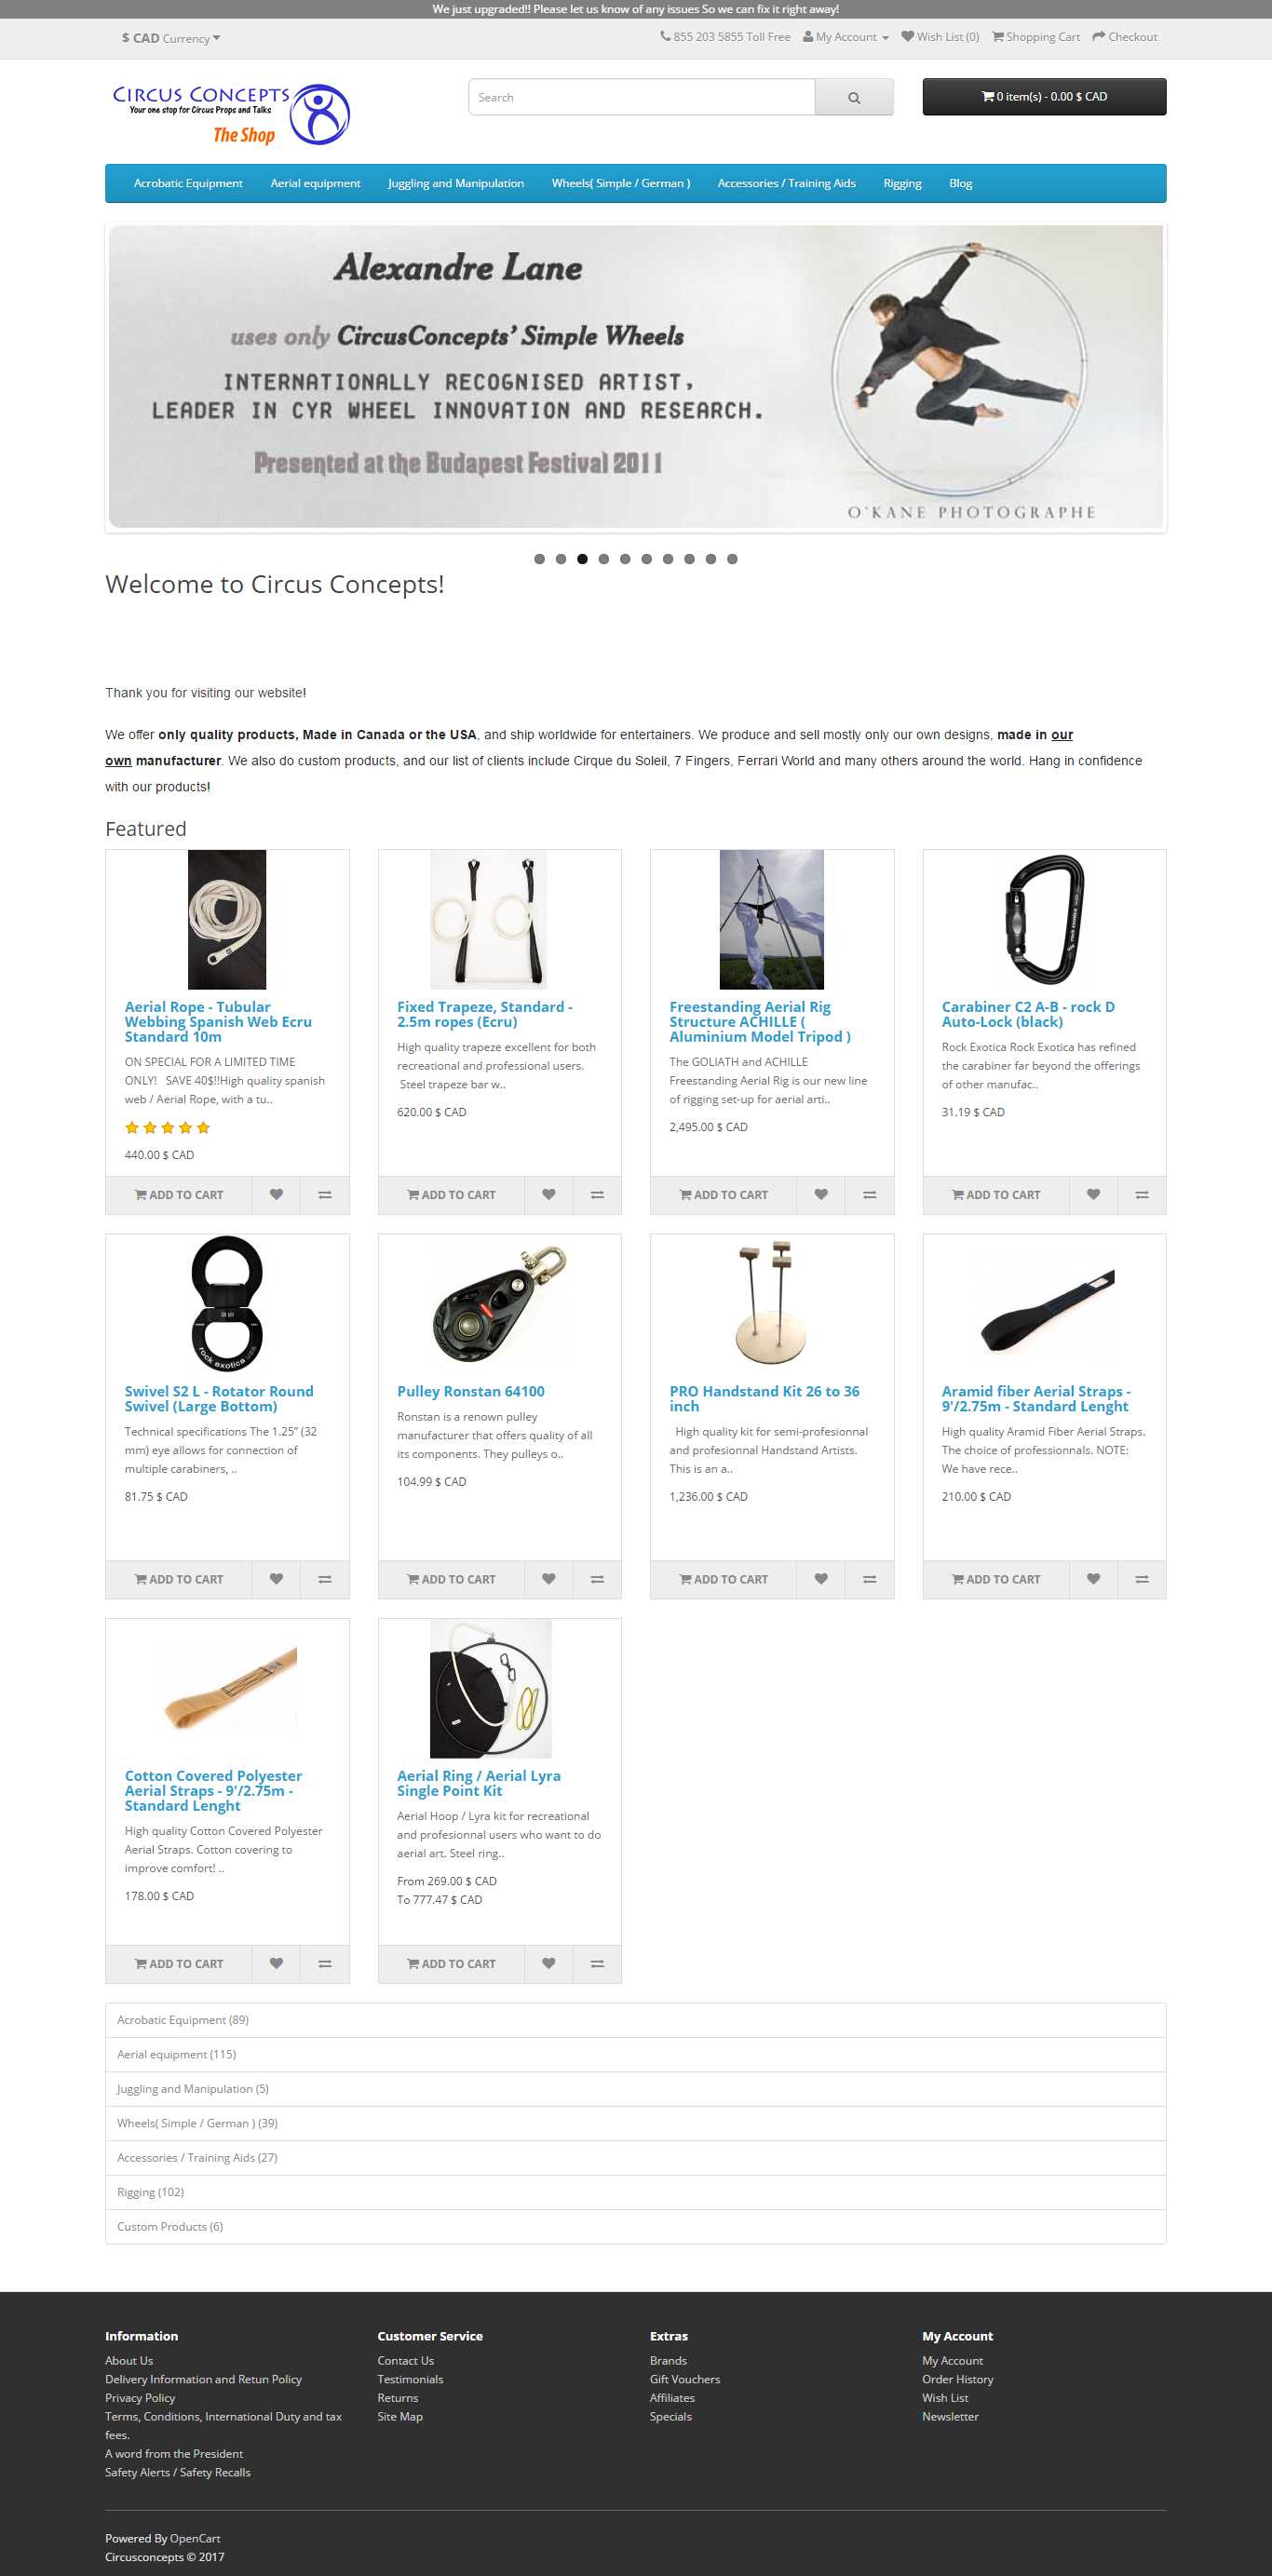 We just upgraded!! Please let us know of any issues So we can fix it right away!
$ CAD Currency
855 203 5855 Toll Free My Account Wish List (0) Shopping Cart Checkout
CIRCUS CONCEPTS
Your one stop for Circus Props and Talks
The Shop
Search
0 item(s) - 0.00 $ CAD
Acrobatic Equipment Aerial equipment Juggling and Manipulation Wheels( Simple / German ) Accessories / Training Aids Rigging Blog
Alexandre Lane
uses only CircusConcepts' Simple Wheels
INTERNATIONALLY RECOGNISED ARTIST,
LEADER IN CYR WHEEL INNOVATION AND RESEARCH.
Presented at the Budapest Festival 2011
O'KANE PHOTOGRAPHE
Welcome to Circus Concepts!
Thank you for visiting our website!
We offer only quality products, Made in Canada or the USA, and ship worldwide for entertainers. We produce and sell mostly only our own designs, made in our
own manufacturer. We also do custom products, and our list of clients include Cirque du Soleil, 7 Fingers, Ferrari World and many others around the world. Hang in confidence
with our products!
Featured
Aerial Rope - Tubular
Webbing Spanish Web Ecru
Standard 10m
ON SPECIAL FOR A LIMITED TIME
ONLY! SAVE 40$!!High quality spanish
web / Aerial Rope, with a tu..
440.00 $ CAD
ADD TO CART
Fixed Trapeze, Standard -
2.5m ropes (Ecru)
High quality trapeze excellent for both
recreational and professional users.
Steel trapeze bar w..
620.00 $ CAD
ADD TO CART
Freestanding Aerial Rig
Structure ACHILLE (
Aluminium Model Tripod )
The GOLIATH and ACHILLE
Freestanding Aerial Rig is our new line
of rigging set-up for aerial arti..
2,495.00 $ CAD
ADD TO CART
rock exotica
Carabiner C2 A-B - rock D
Auto-Lock (black)
Rock Exotica Rock Exotica has refined
the carabiner far beyond the offerings
of other manufac..
31.19 $ CAD
ADD TO CART
rock exotica usa
Swivel S2 L - Rotator Round
Swivel (Large Bottom)
Technical specifications The 1.25” (32
mm) eye allows for connection of
multiple carabiners, ..
81.75 $ CAD
ADD TO CART
Pulley Ronstan 64100
Ronstan is a renown pulley
manufacturer that offers quality of all
its components. They pulleys o..
104.99 $ CAD
ADD TO CART
PRO Handstand Kit 26 to 36
inch
High quality kit for semi-profesionnal
and profesionnal Handstand Artists.
This is an a..
1,236.00 $ CAD
ADD TO CART
Aramid fiber Aerial Straps -
9'/2.75m - Standard Lenght
High quality Aramid Fiber Aerial Straps.
The choice of professionals. NOTE:
We have rece..
210.00 $ CAD
ADD TO CART
Cotton Covered Polyester
Aerial Straps - 9'/2.75m -
Standard Lenght
High quality Cotton Covered Polyester
Aerial Straps. Cotton covering to
improve comfort! ..
178.00 $ CAD
ADD TO CART
Aerial Ring / Aerial Lyra
Single Point Kit
Aerial Hoop / Lyra kit for recreational
and profesionnal users who want to do
aerial art. Steel ring..
From 269.00 $ CAD
To 777.47 $ CAD
ADD TO CART
Acrobatic Equipment (89)
Aerial equipment (115)
Juggling and Manipulation (5)
Wheels( Simple / German ) (39)
Accessories / Training Aids (27)
Rigging (102)
Custom Products (6)
Information
About Us
Delivery Information and Retun Policy
Privacy Policy
Terms, Conditions, International Duty and tax
fees.
A word from the President
Safety Alerts / Safety Recalls
Customer Service
Contact Us
Testimonials
Returns
Site Map
Extras
Brands
Gift Vouchers
Affiliates
Specials
My Account
My Account
Order History
Wish List
Newsletter
Powered By OpenCart
Circusconcepts © 2017